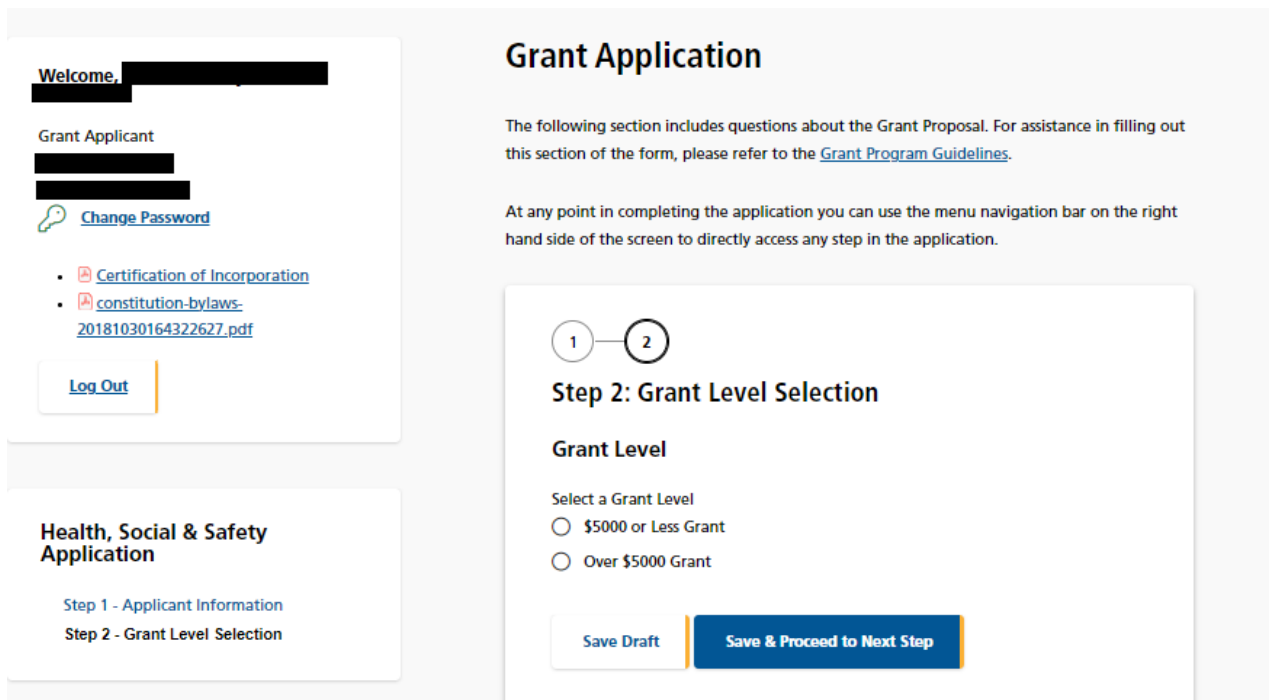 Welcome,
Grant Applicant
Change Password
Certification of Incorporation
constitution-bylaws-
20181030164322627.pdf
Log Out
Health, Social & Safety
Application
Step 1 - Applicant Information
Step 2 - Grant Level Selection
Grant Application
The following section includes questions about the Grant Proposal. For assistance in filling out
this section of the form, please refer to the Grant Program Guidelines.
At any point in completing the application you can use the menu navigation bar on the right
hand side of the screen to directly access any step in the application.
1 2
Step 2: Grant Level Selection
Grant Level
Select a Grant Level
$5000 or Less Grant
Over $5000 Grant
Save Draft Save & Proceed to Next Step